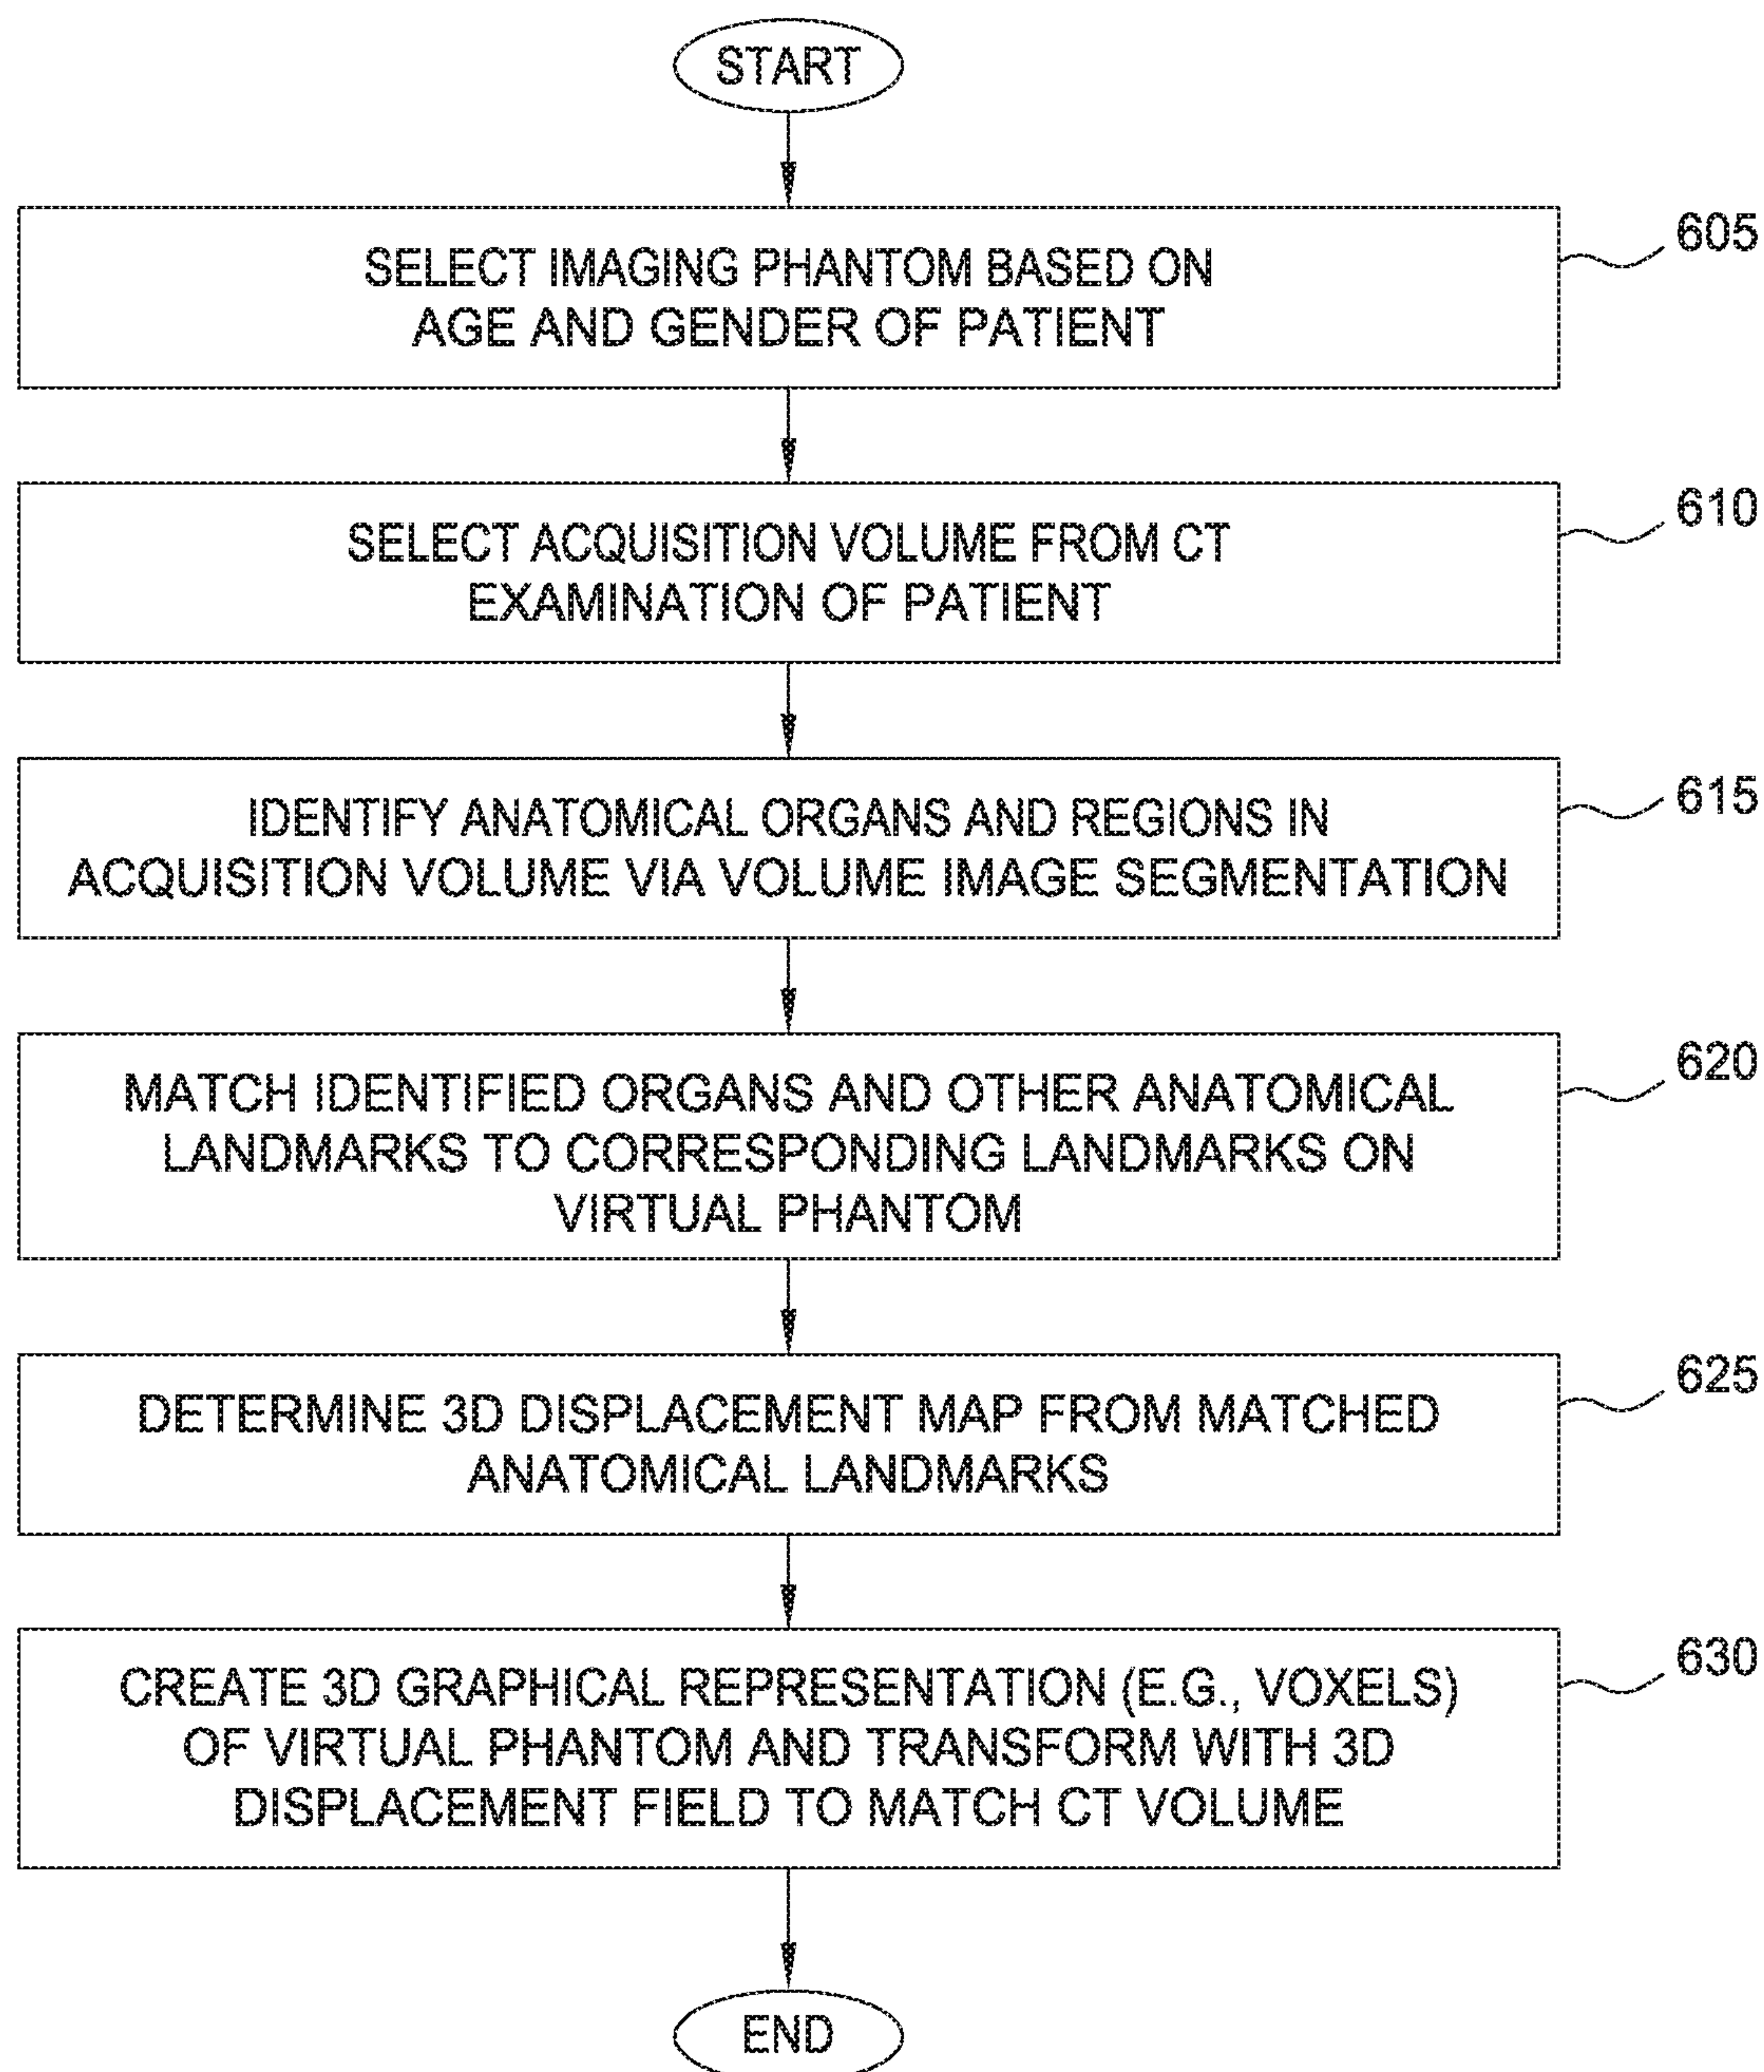 START
SELECT IMAGING PHANTOM BASED ON
AGE AND GENDER OF PATIENT
605
SELECT ACQUISITION VOLUME FROM CT
EXAMINATION OF PATIENT
610
IDENTIFY ANATOMICAL ORGANS AND REGIONS IN
ACQUISITION VOLUME VIA VOLUME IMAGE SEGMENTATION
615
MATCH IDENTIFIED ORGANS AND OTHER ANATOMICAL
LANDMARKS TO CORRESPONDING LANDMARKS ON
VIRTUAL PHANTOM
620
DETERMINE 3D DISPLACEMENT MAP FROM MATCHED
ANATOMICAL LANDMARKS
625
CREATE 3D GRAPHICAL REPRESENTATION (E.G., VOXELS)
OF VIRTUAL PHANTOM AND TRANSFORM WITH 3D
DISPLACEMENT FIELD TO MATCH CT VOLUME
630
END